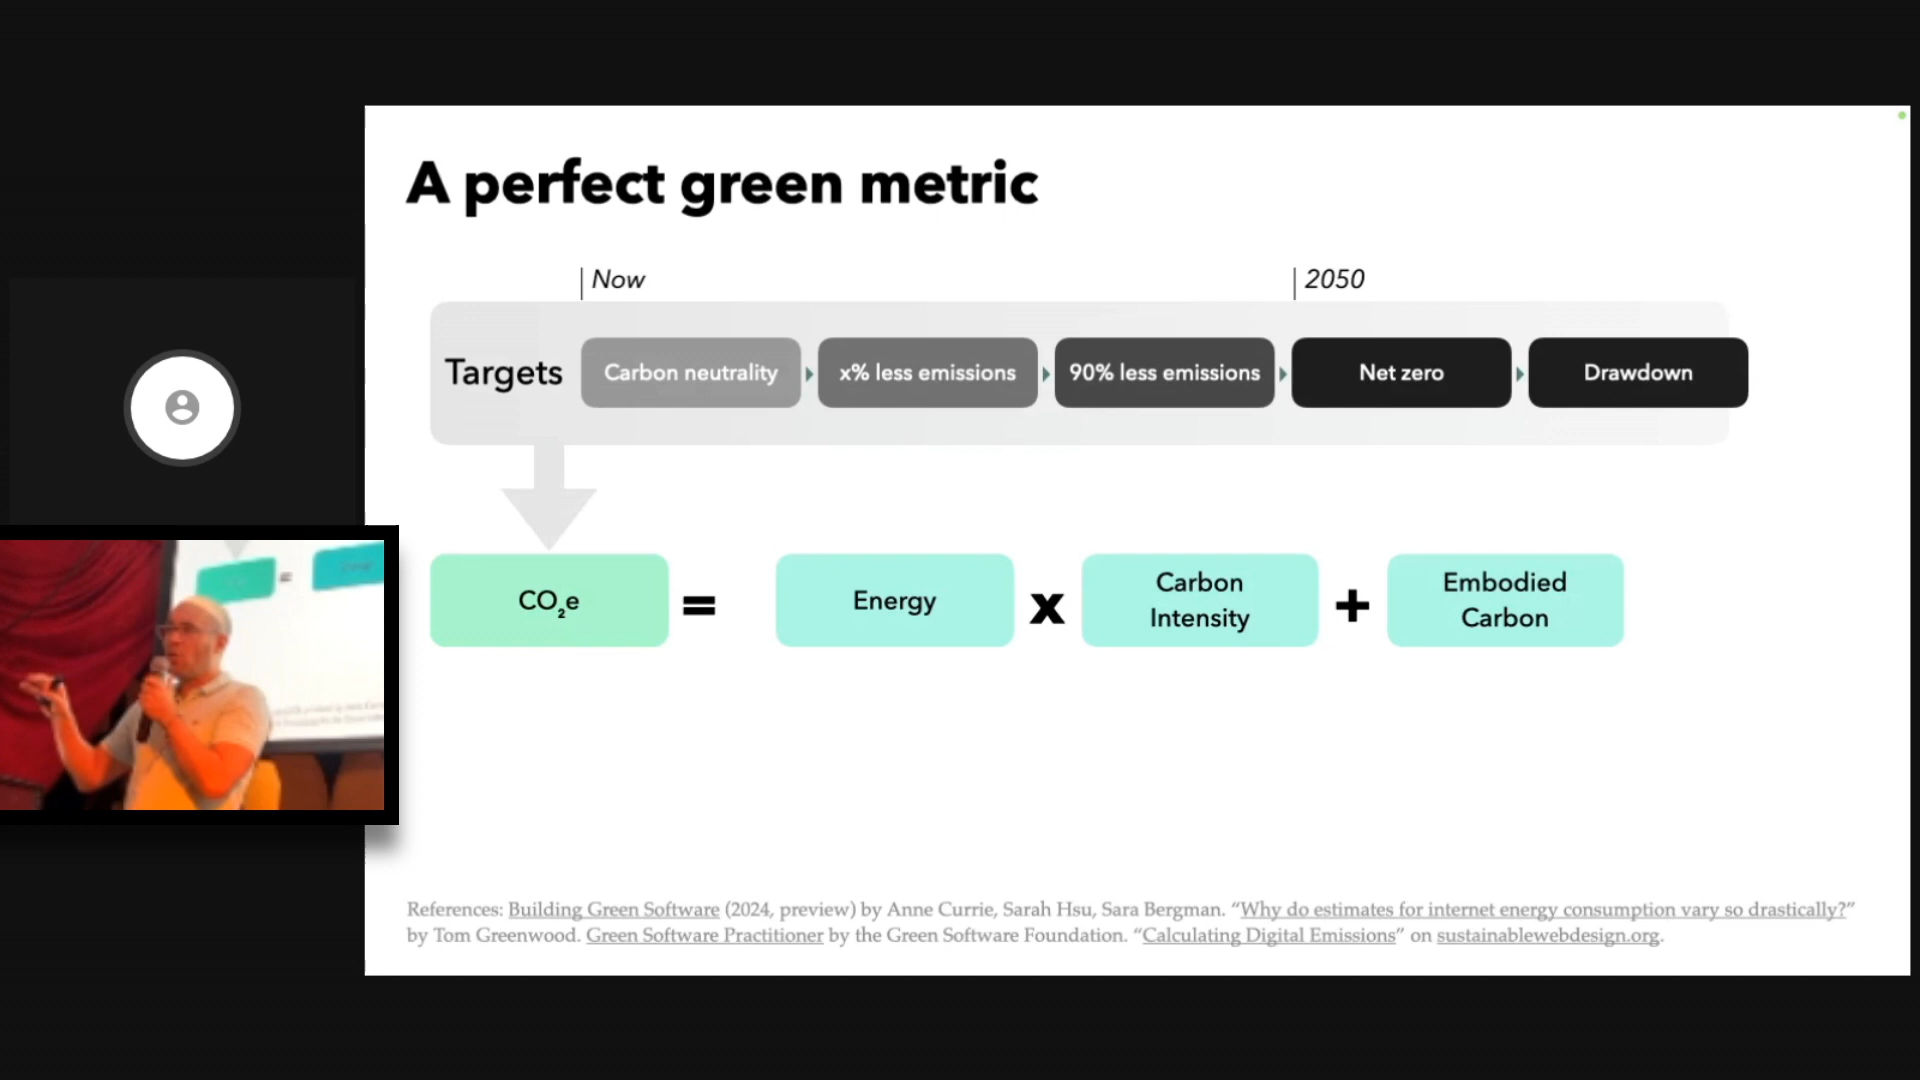 A perfect green metric
Now
2050
Targets
Carbon neutrality
x% less emissions
90% less emissions
Net zero
Drawdown
CO₂e
=
Energy
x
Carbon
Intensity
+
Embodied
Carbon
References: Building Green Software (2024, preview) by Anne Currie, Sarah Hsu, Sara Bergman. “Why do estimates for internet energy consumption vary so drastically?”
by Tom Greenwood. Green Software Practitioner by the Green Software Foundation. “Calculating Digital Emissions” on sustainablewebdesign.org.